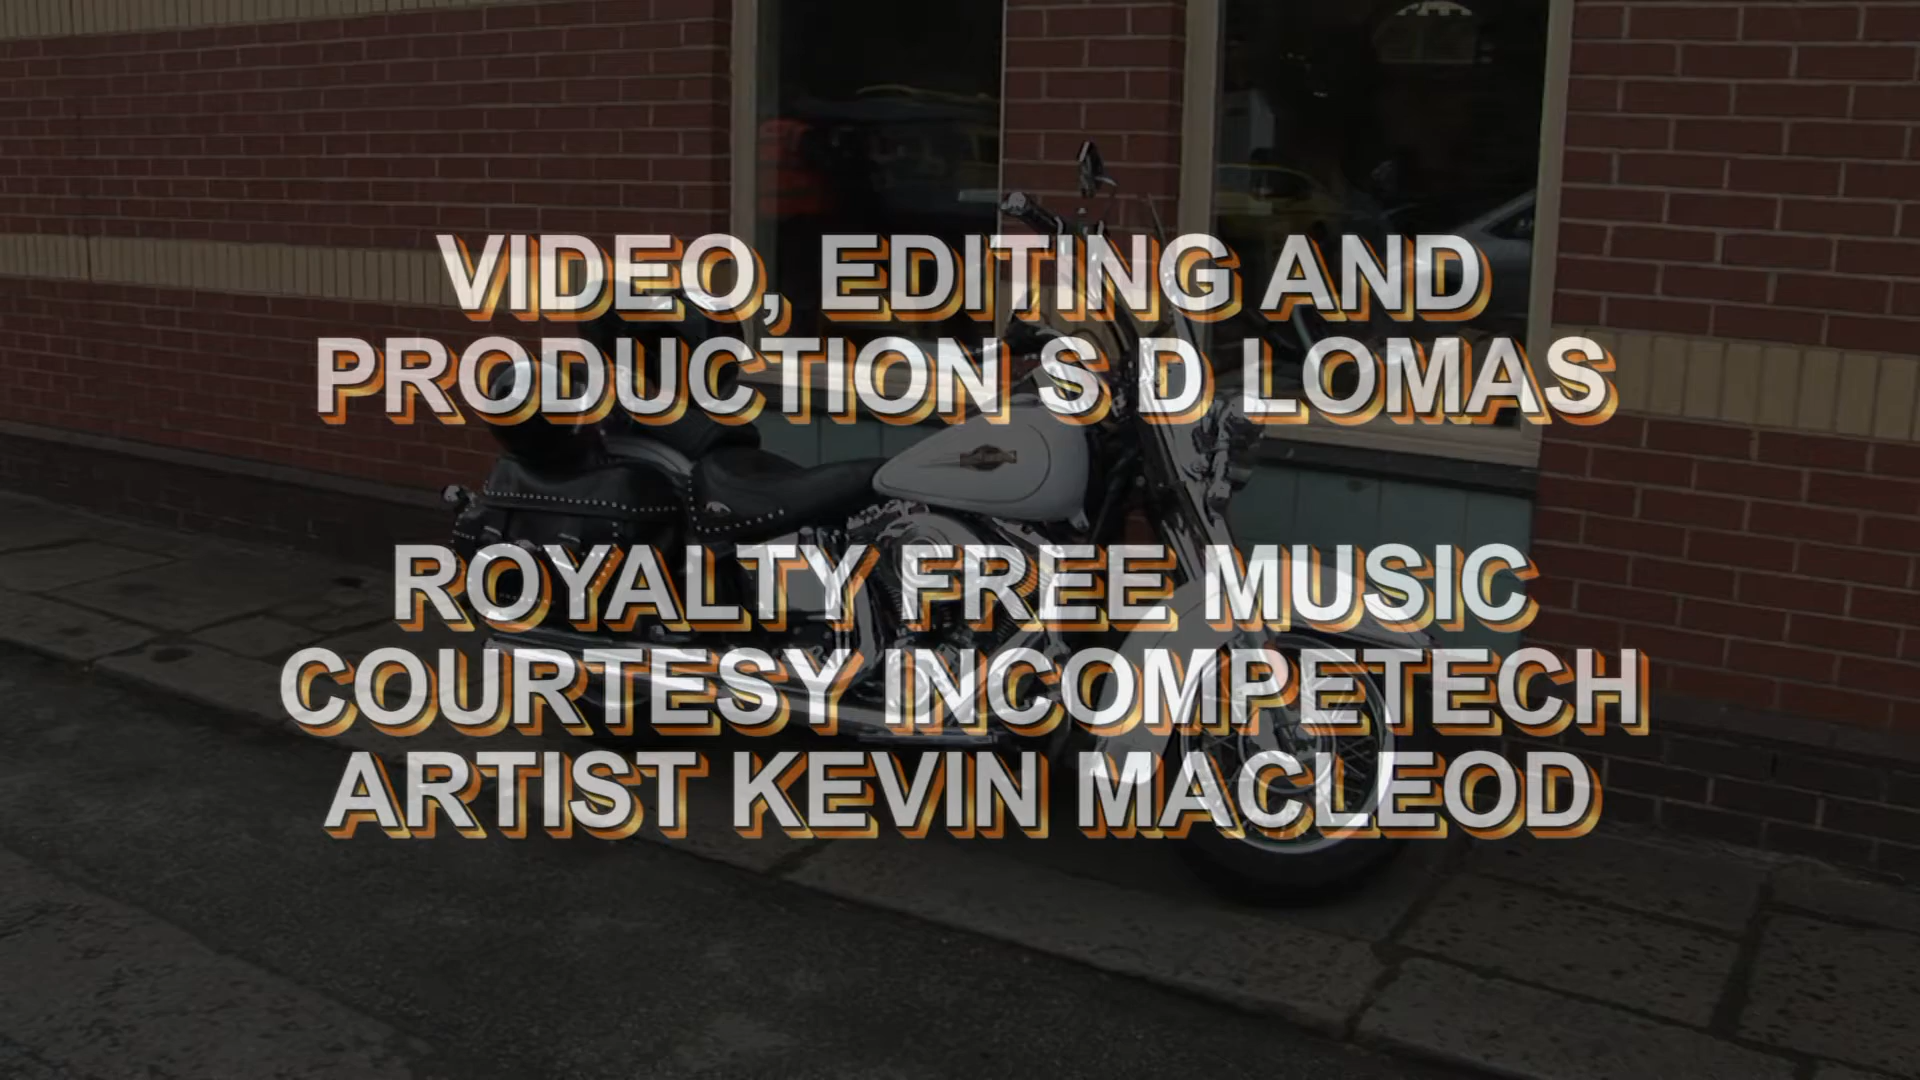 VIDEO, EDITING AND
PRODUCTION S D LOMAS
ROYALTY FREE MUSIC
COURTESY INCOMPETECH
ARTIST KEVIN MACLEOD